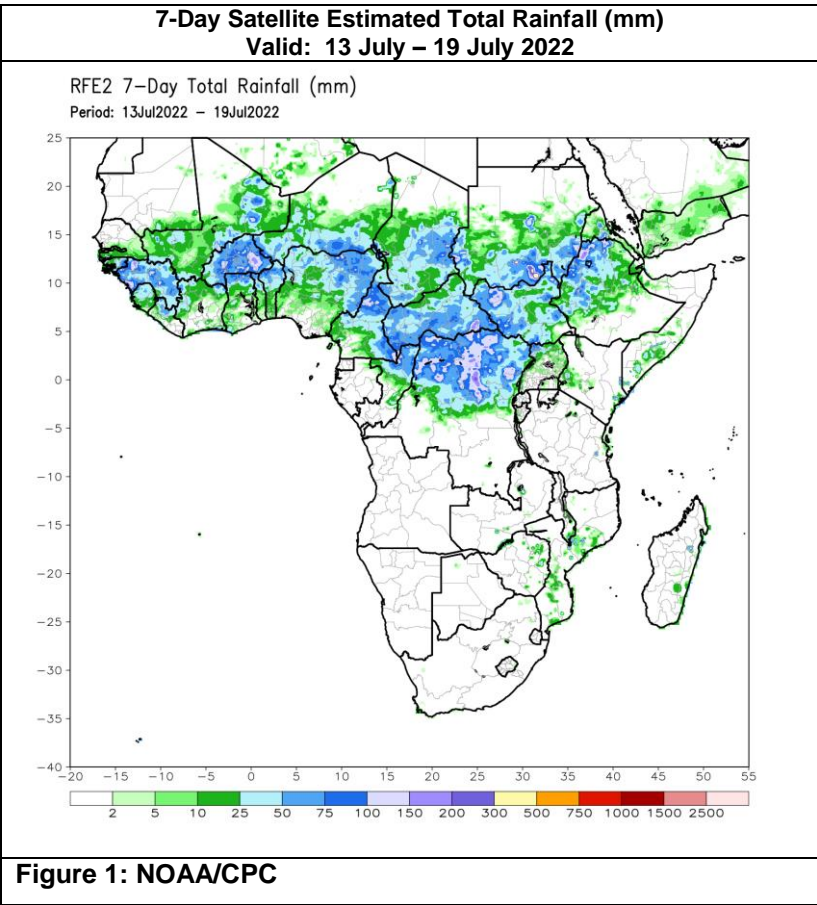 7-Day Satellite Estimated Total Rainfall (mm)
Valid:  13 July – 19 July 2022
RFE2 7-Day Total Rainfall (mm)
Period: 13Jul2022 – 19Jul2022
25
20
15
10
5
0
-5
-10
-15
-20
-25
-30
-35
-40
-20 -15 -10 -5 0 5 10 15 20 25 30 35 40 45 50 55
2 5 10 25 50 75 100 150 200 300 500 750 1000 1500 2500
Figure 1: NOAA/CPC